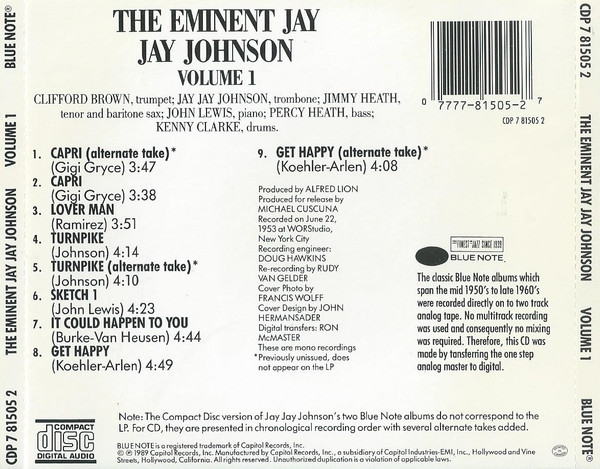 THE EMINENT JAY
JAY JOHNSON
VOLUME 1
CLIFFORD BROWN, trumpet; JAY JAY JOHNSON, trombone; JIMMY HEATH,
tenor and baritone sax; JOHN LEWIS, piano; PERCY HEATH, bass;
KENNY CLARKE, drums.
0 7777-81505-2 7
CDP 7 81505 2
1. CAPRI (alternate take)*
(Gigi Gryce) 3:47
2. CAPRI
(Gigi Gryce) 3:38
3. LOVER MAN
(Ramirez) 3:51
4. TURNPIKE
(Johnson) 4:14
5. TURNPIKE (alternate take)*
(Johnson) 4:10
6. SKETCH 1
(John Lewis) 4:23
7. IT COULD HAPPEN TO YOU
(Burke-Van Heusen) 4:44
8. GET HAPPY
(Koehler-Arlen) 4:49
9. GET HAPPY (alternate take)*
(Koehler-Arlen) 4:08
Produced by ALFRED LION
Produced for release by
MICHAEL CUSCUNA
Recorded on June 22,
1953 at WORStudio,
New York City
Recording engineer:
DOUG HAWKINS
Re-recording by RUDY
VAN GELDER
Cover Photo by
FRANCIS WOLFF
Cover Design by JOHN
HERMANSADER
Digital transfers: RON
McMASTER
These are mono recordings
*Previously unissued, does
not appear on the LP
THE FINEST IN JAZZ SINCE 1939
BLUE NOTE
The classic Blue Note albums which
span the mid 1950's to late 1960's
were recorded directly on to two track
analog tape. No multitrack recording
was used and consequently no mixing
was required. Therefore, this CD was
made by tansferring the one step
analog master to digital.
COMPACT
disc
DIGITAL AUDIO
Note: The Compact Disc version of Jay Jay Johnson's two Blue Note albums do not correspond to the
LP. For CD, they are presented in chronological recording order with several alternate takes added.
BLUE NOTE is a registered trademark of Capitol Records, Inc.
℗ © 1989 Capitol Records, Inc. Manufactured by Capitol Records, Inc., a subsidiary of Capitol Industries-EMI, Inc., Hollywood and Vine
Streets, Hollywood, California. All rights reserved. Unauthorized duplication is a violation of applicable laws.
CDP 7 81505 2 THE EMINENT JAY JAY JOHNSON VOLUME 1 BLUE NOTE®
CDP 7 81505 2 THE EMINENT JAY JAY JOHNSON VOLUME 1 BLUE NOTE®